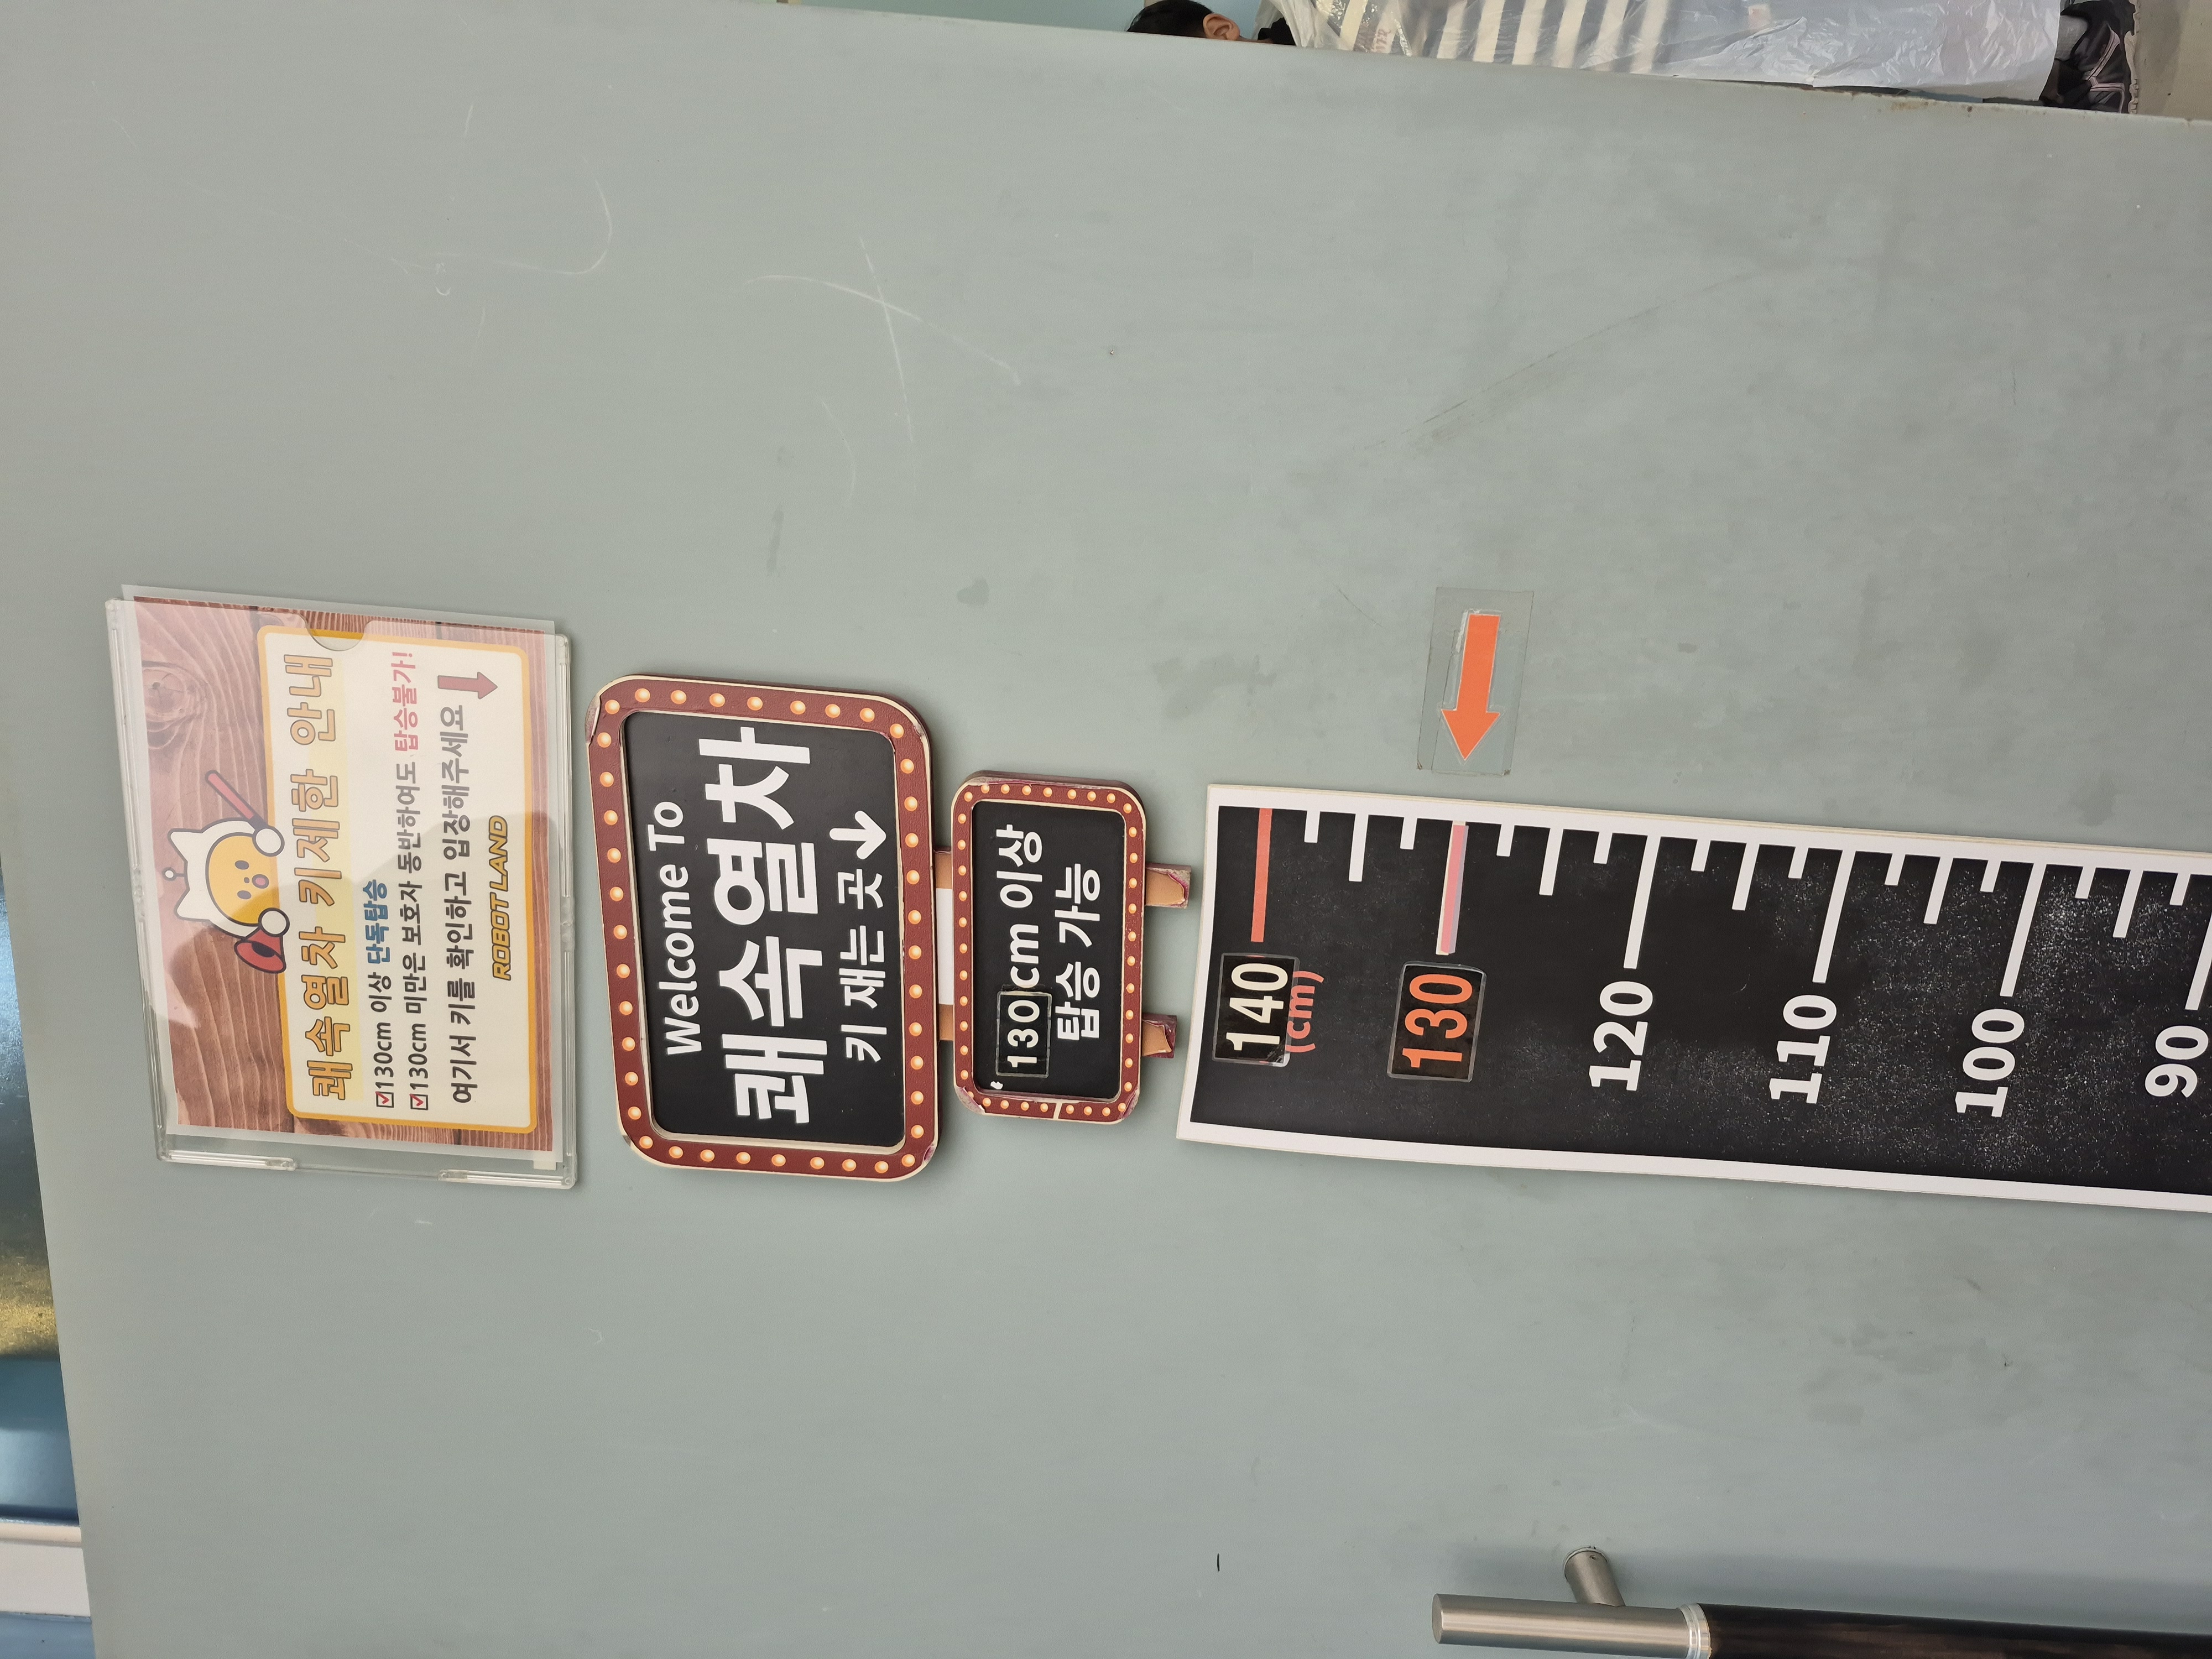 쾌속열차 키제한 안내
☑130cm 이상 단독탑승
☑130cm 미만은 보호자 동반하여도 탑승불가!
여기서 키를 확인하고 입장해주세요
ROBOT LAND
Welcome To
쾌속열차
키 재는 곳
130cm 이상
탑승 가능
140
(cm)
130
120
110
100
90